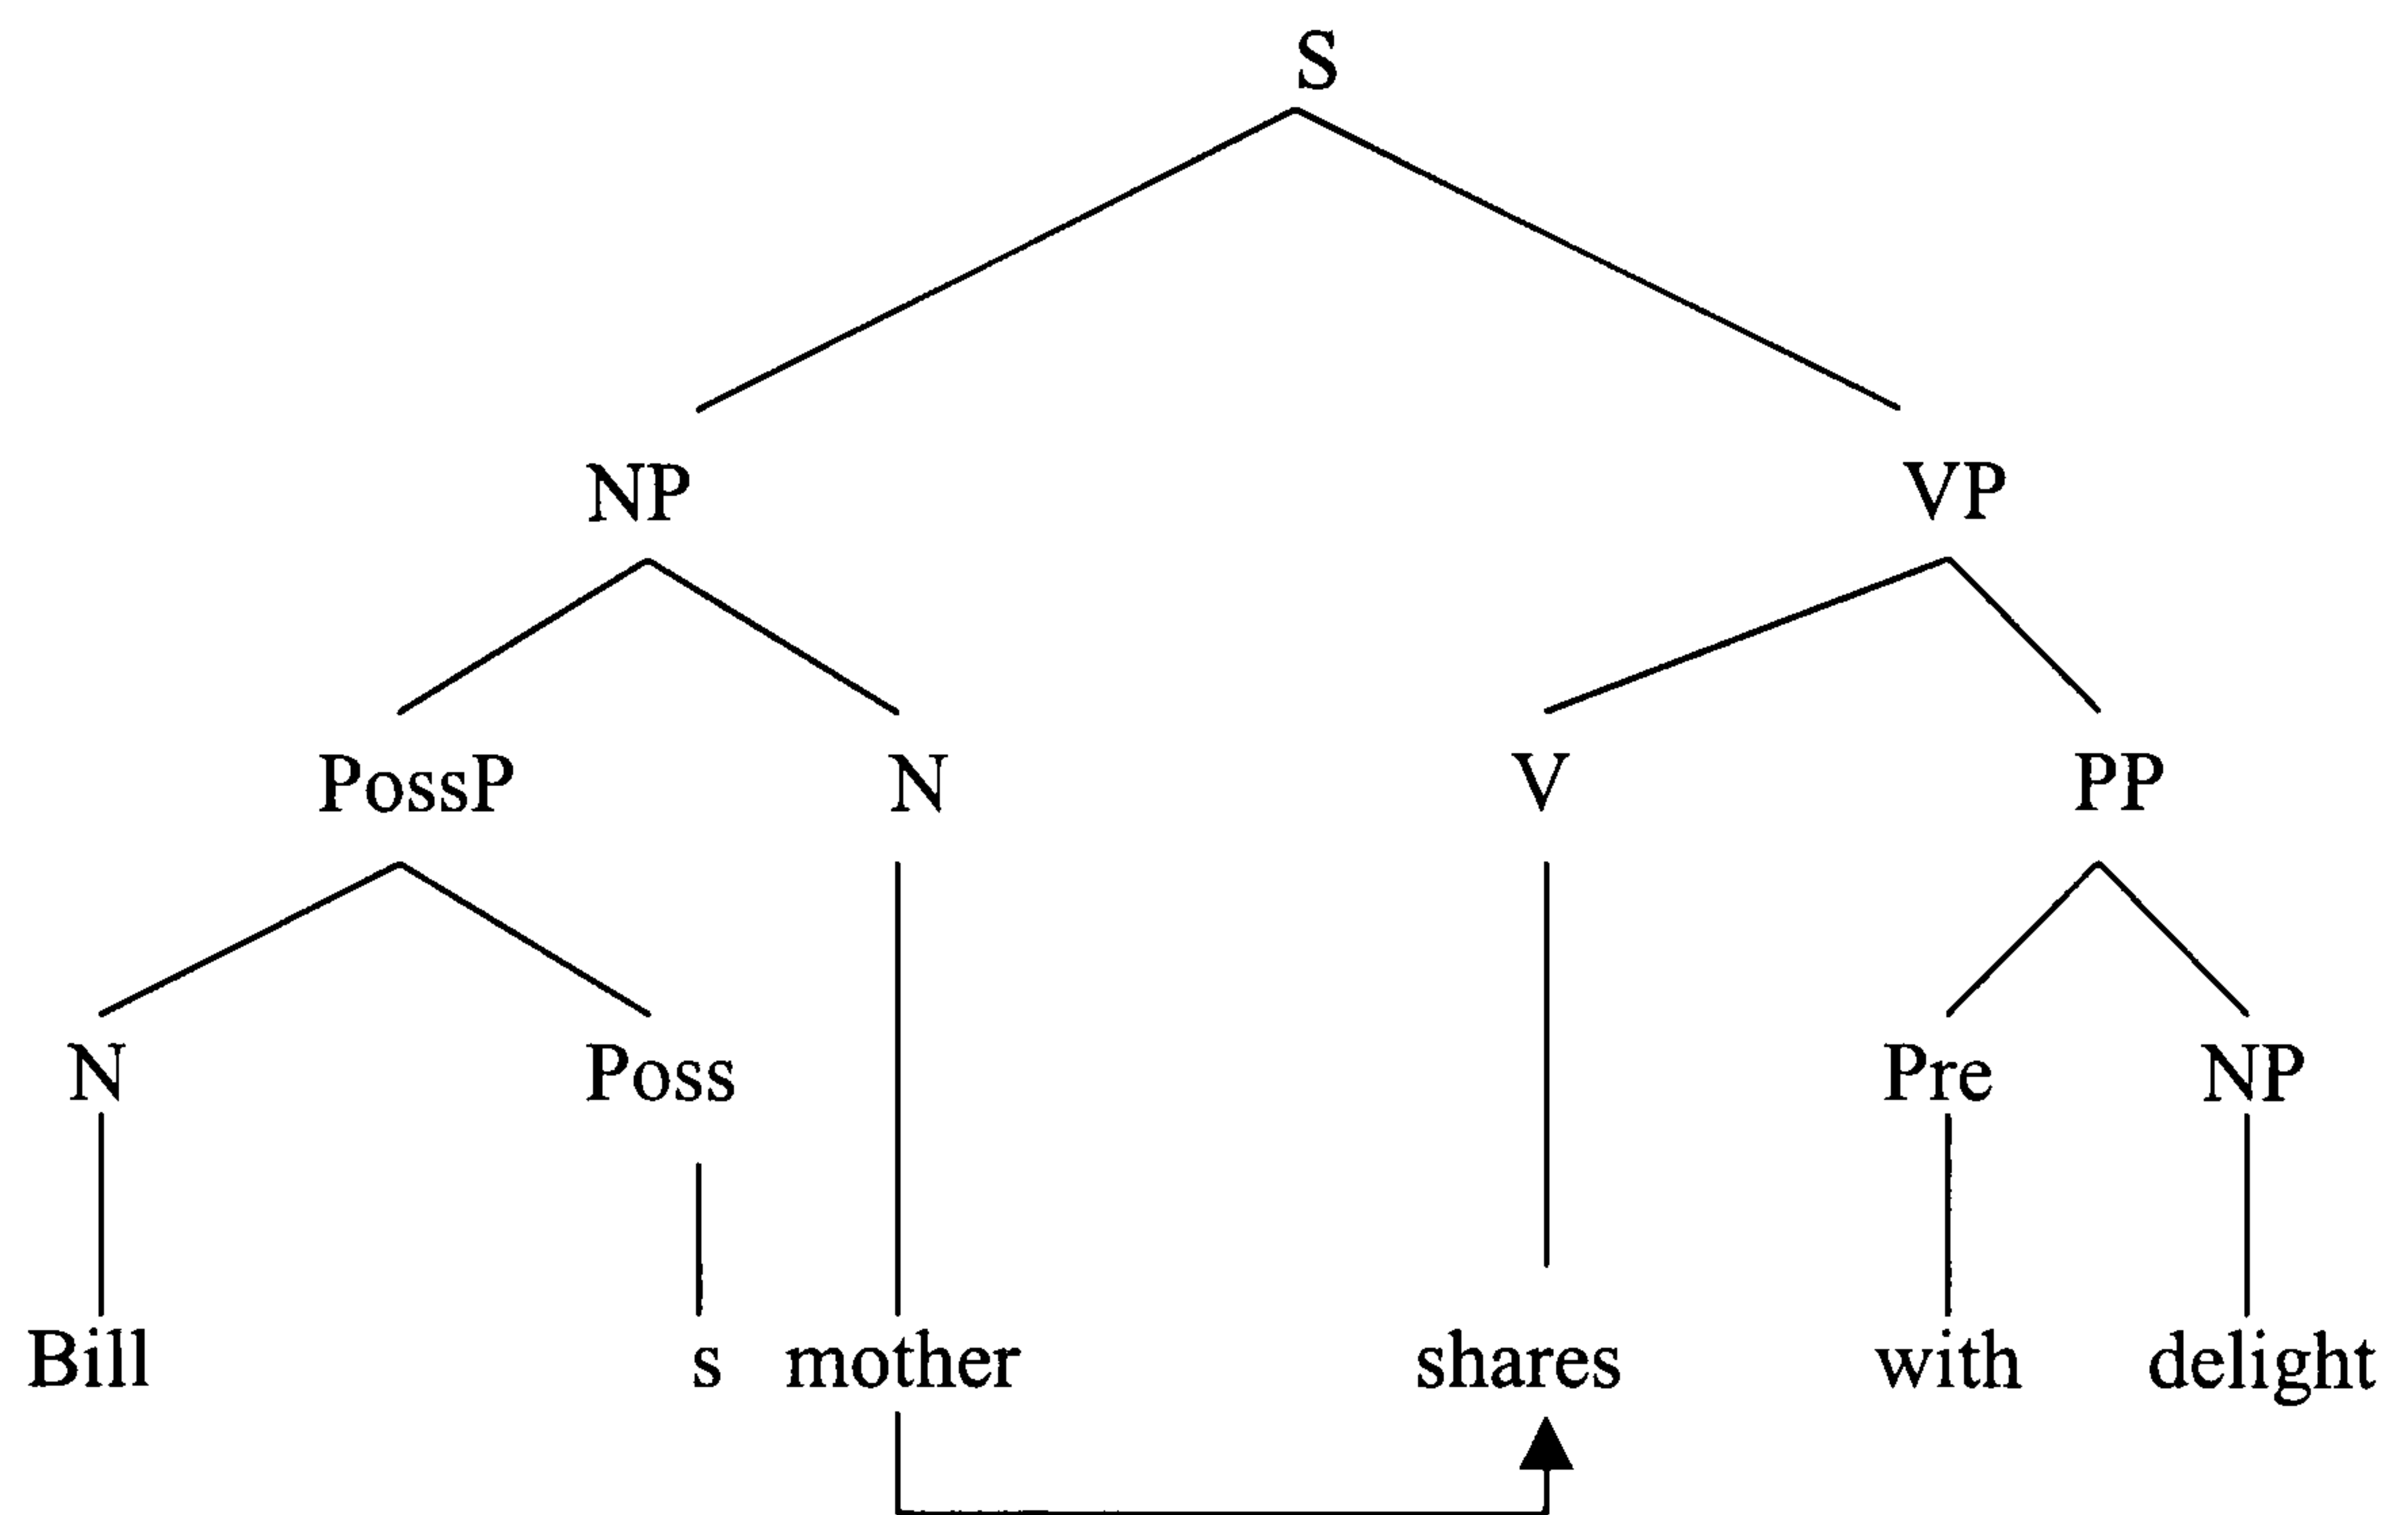 S
NP VP
PossP N V PP
N Poss Pre NP
Bill s mother shares with delight